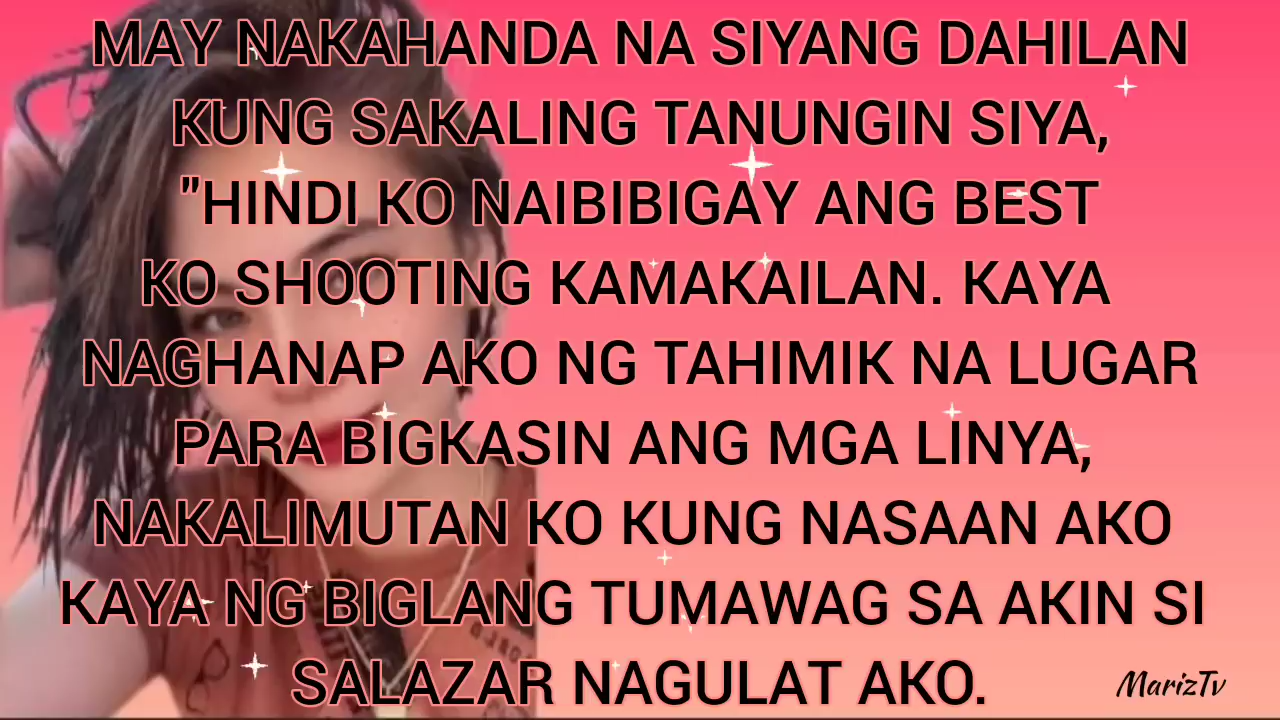 MAY NAKAHANDA NA SIYANG DAHILAN
KUNG SAKALING TANUNGIN SIYA,
"HINDI KO NAIBIBIGAY ANG BEST
KO SHOOTING KAMAKAILAN. KAYA
NAGHANAP AKO NG TAHIMIK NA LUGAR
PARA BIGKASIN ANG MGA LINYA,
NAKALIMUTAN KO KUNG NASAAN AKO
KAYA NG BIGLANG TUMAWAG SA AKIN SI
SALAZAR NAGULAT AKO.
MarizTv